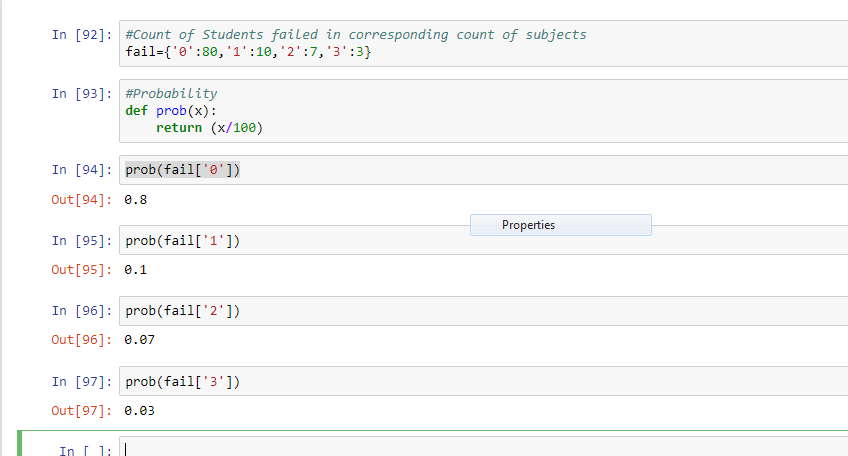 In [92]: #Count of Students failed in corresponding count of subjects
fail={'0':80,'1':10,'2':7,'3':3}
In [93]: #Probability
def prob(x):
    return (x/100)
In [94]: prob(fail['0'])
Out[94]: 0.8
Properties
In [95]: prob(fail['1'])
Out[95]: 0.1
In [96]: prob(fail['2'])
Out[96]: 0.07
In [97]: prob(fail['3'])
Out[97]: 0.03
In [ ]: